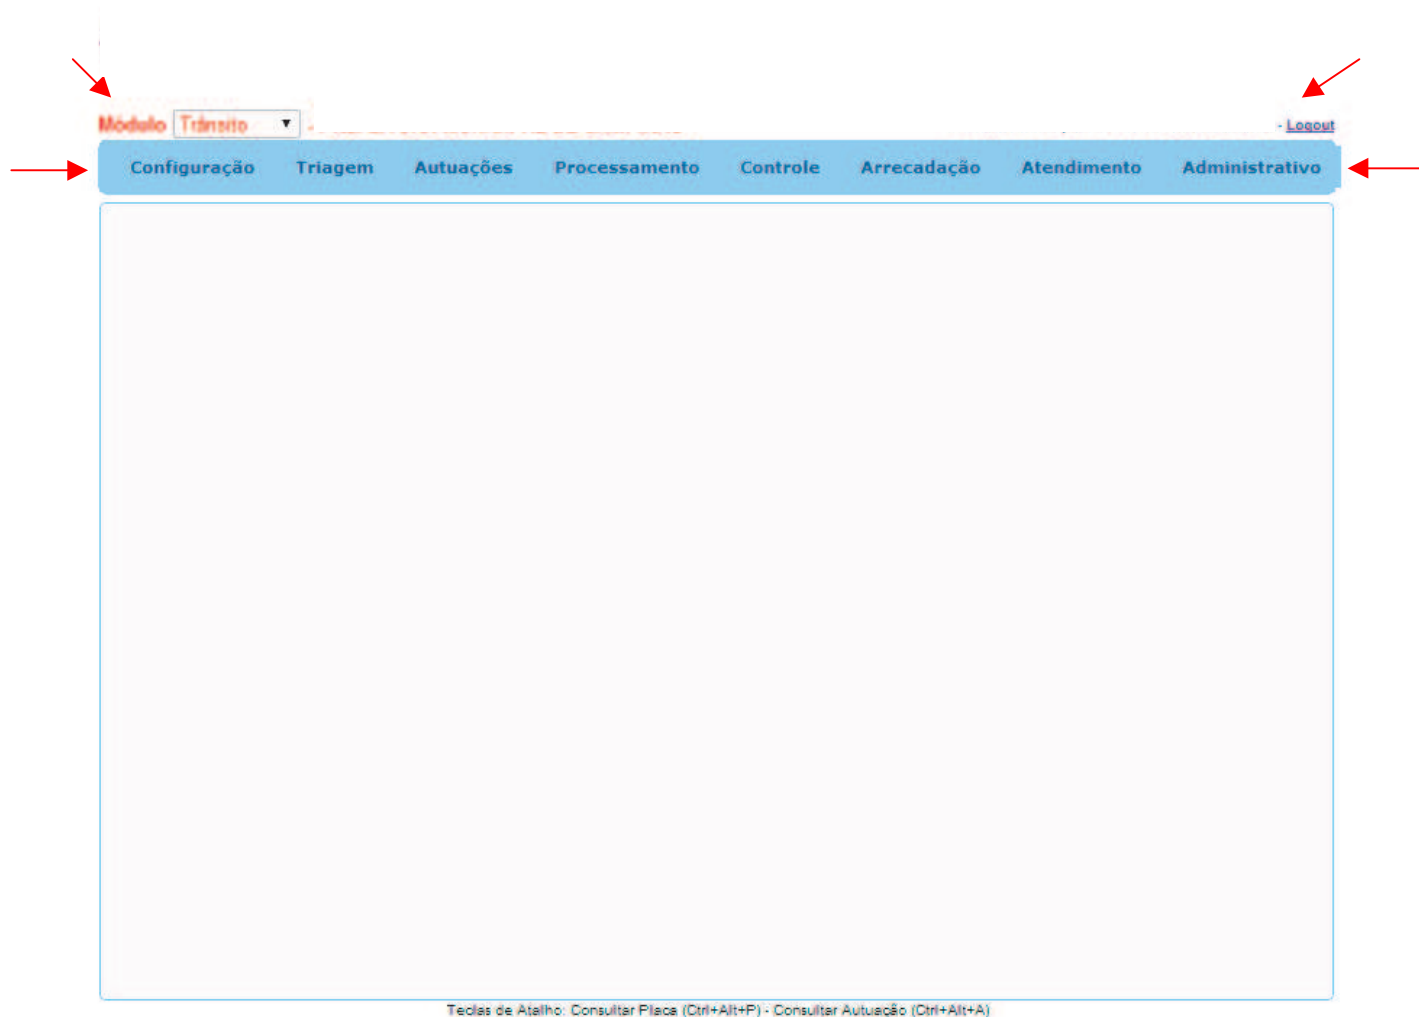 Módulo Trânsito - Logout
Configuração Triagem Autuações Processamento Controle Arrecadação Atendimento Administrativo
Teclas de Atalho: Consultar Placa (Ctrl+Alt+P) - Consultar Autuação (Ctrl+Alt+A)